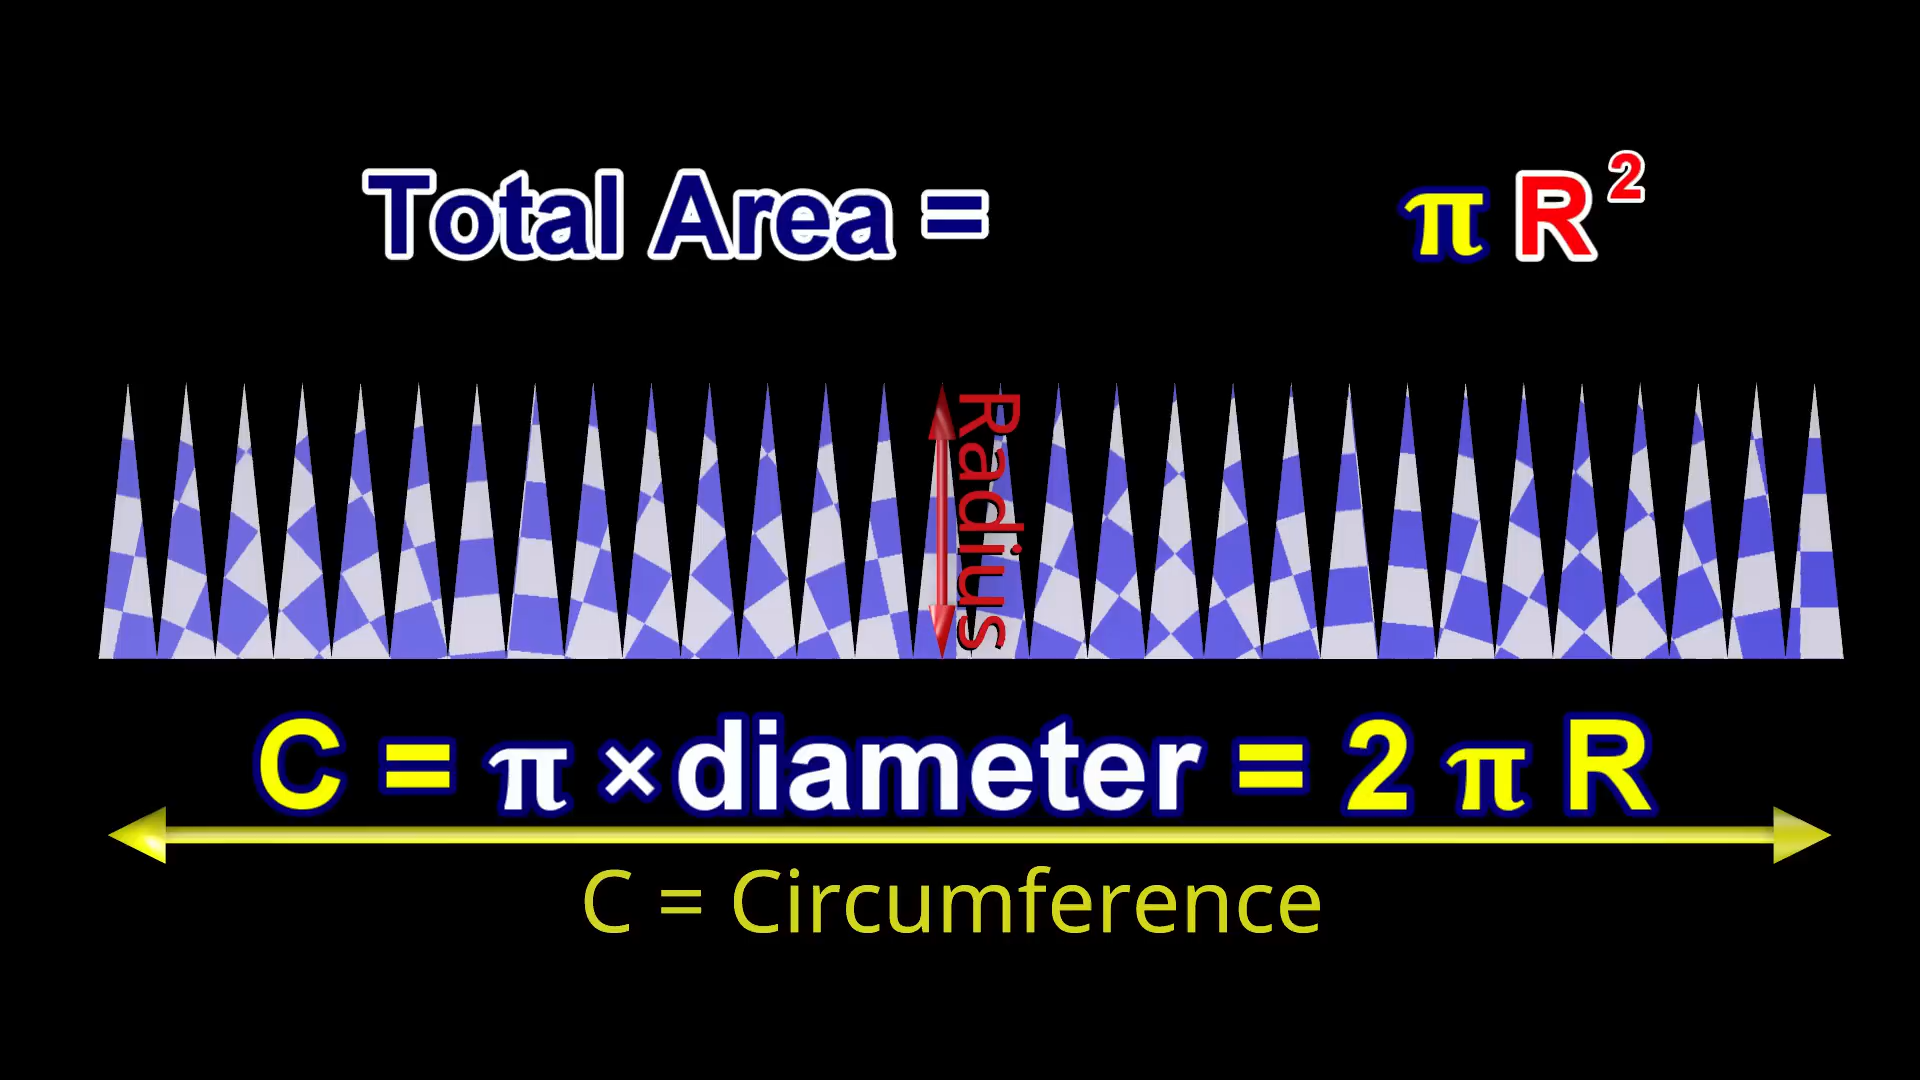 Total Area = π R²
Radius
C = π × diameter = 2 π R
C = Circumference